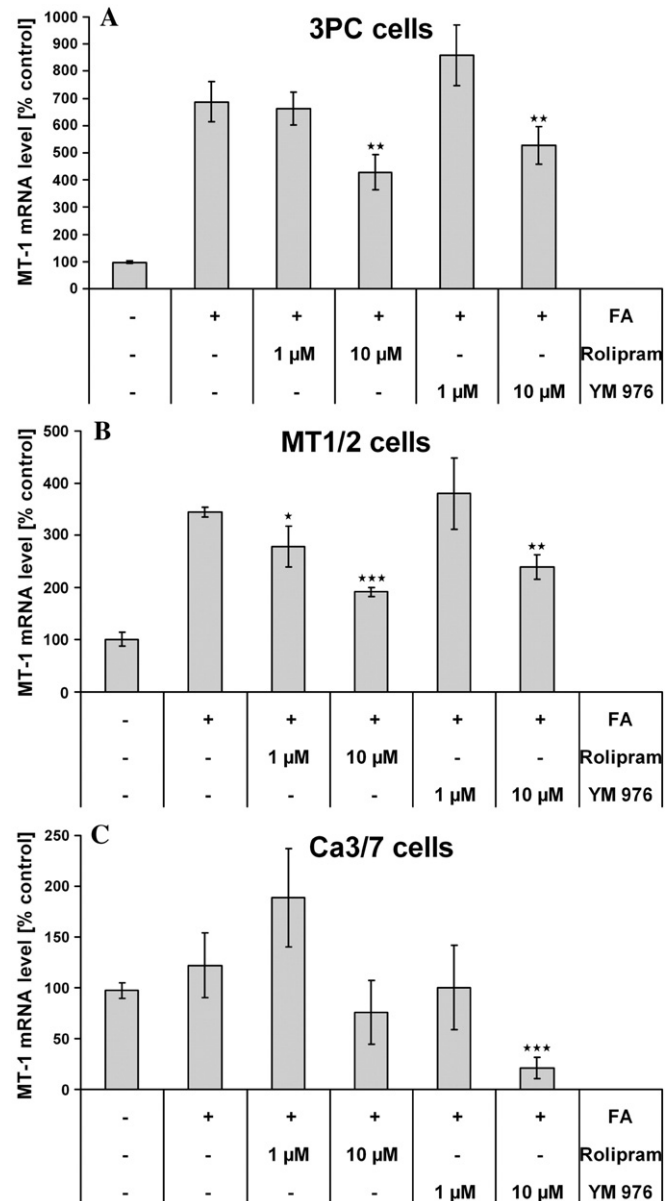 A
3PC cells
MT-1 mRNA level [% control]
1000
900
800
700
600
500
400
300
200
100
0
★★
★★
- + + + + + FA
- - 1 µM 10 µM - - Rolipram
- - - - 1 µM 10 µM YM 976
B
MT1/2 cells
MT-1 mRNA level [% control]
500
400
300
200
100
0
★
★★★
★★
- + + + + + FA
- - 1 µM 10 µM - - Rolipram
- - - - 1 µM 10 µM YM 976
C
Ca3/7 cells
MT-1 mRNA level [% control]
250
200
150
100
50
0
★★★
- + + + + + FA
- - 1 µM 10 µM - - Rolipram
- - - - 1 µM 10 µM YM 976